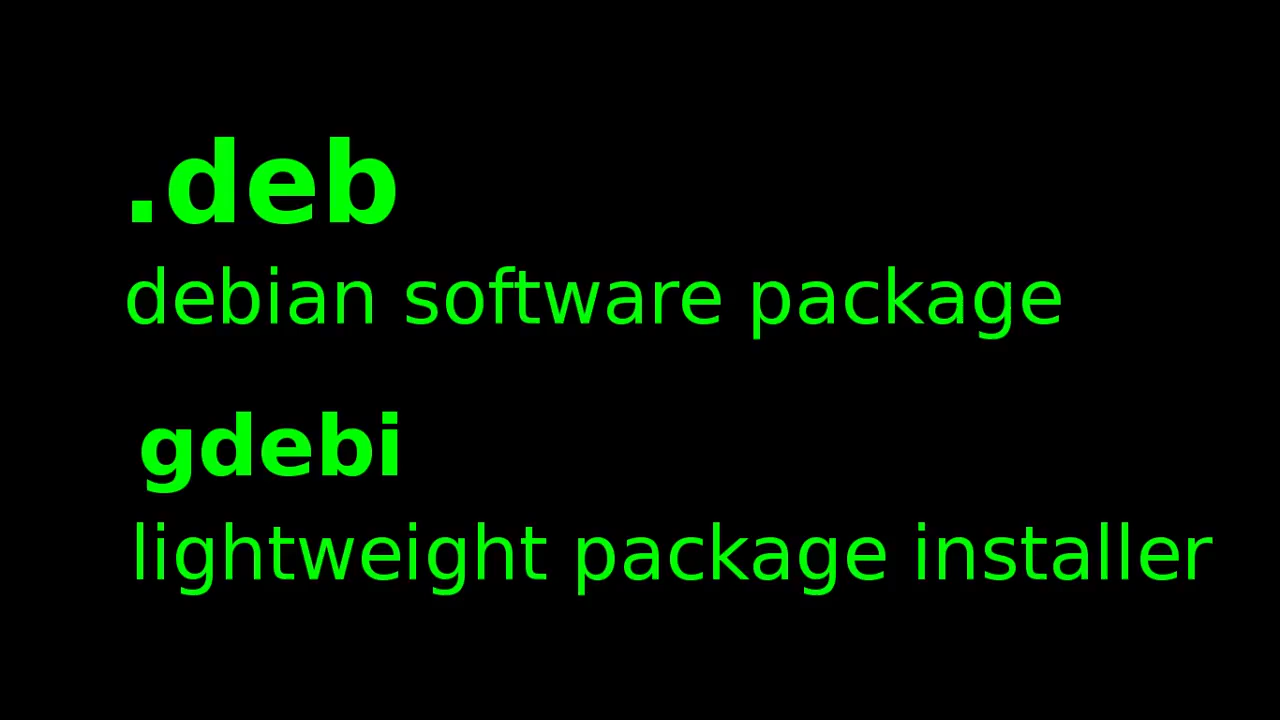 .deb
debian software package
gdebi
lightweight package installer